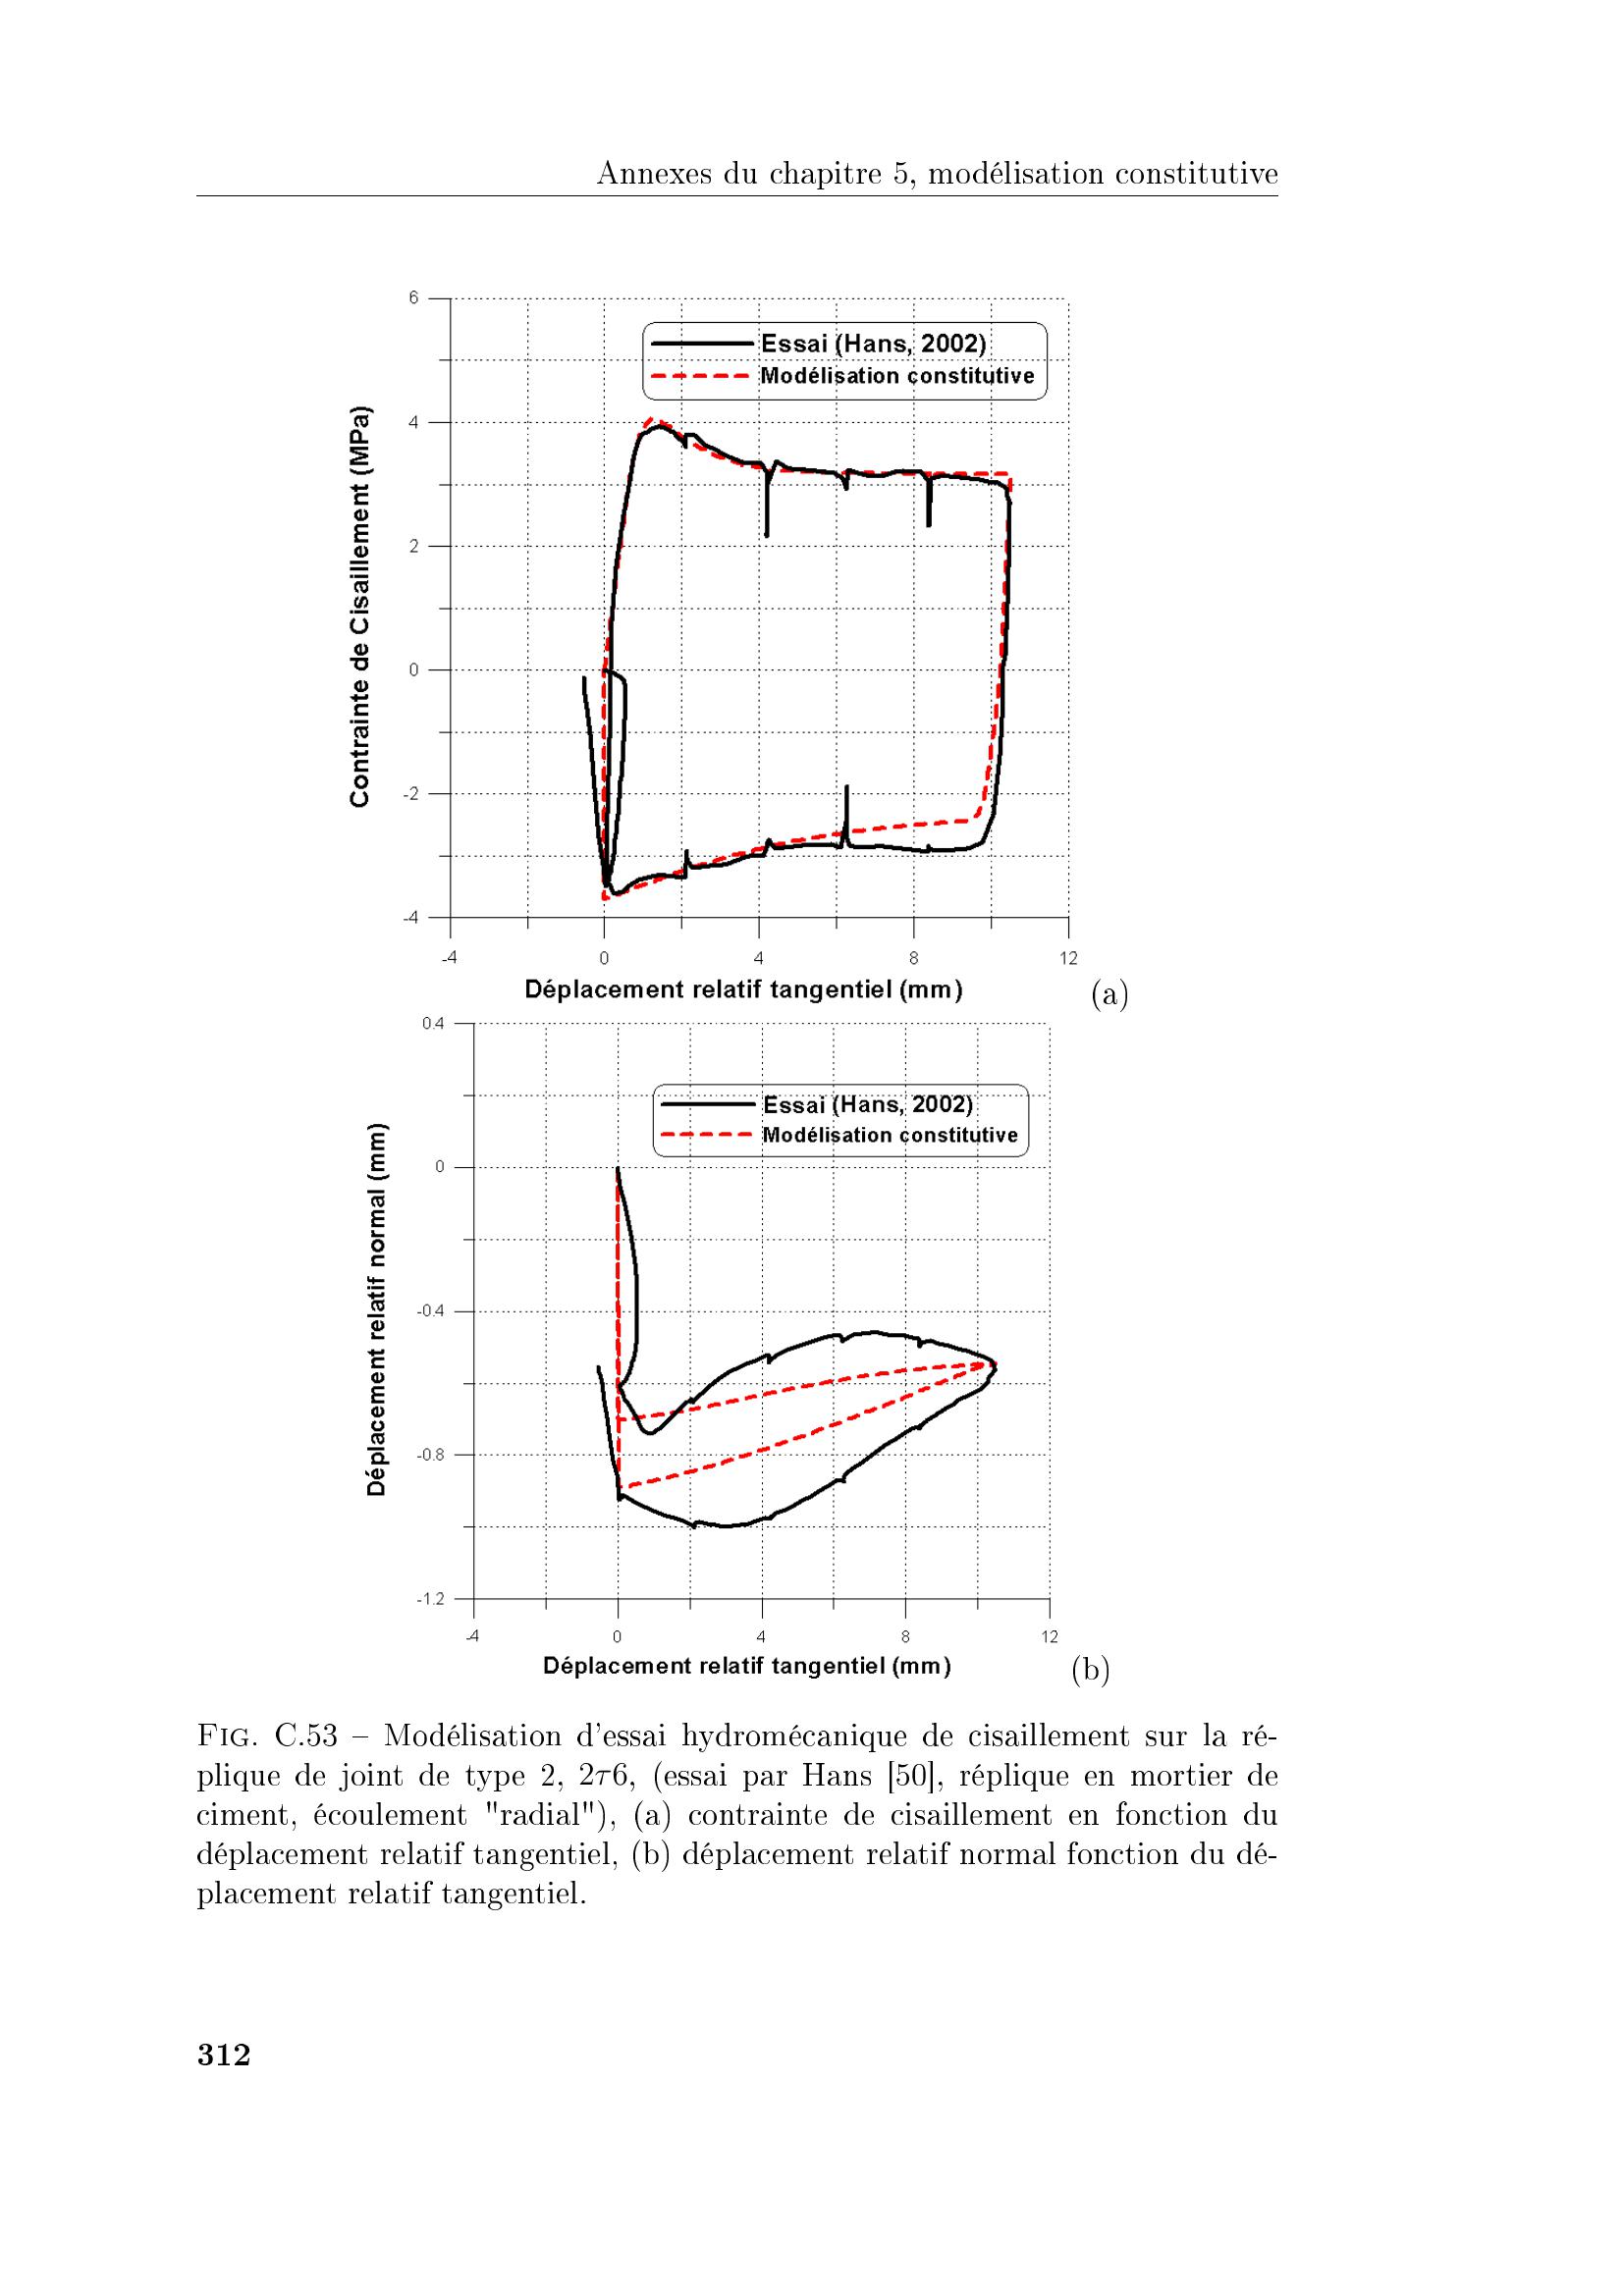 Annexes du chapitre 5, modélisation constitutive
6
Essai (Hans, 2002)
Modélisation constitutive
4
2
0
-2
-4
Contrainte de Cisaillement (MPa)
-4 0 4 8 12
Déplacement relatif tangentiel (mm)
(a)
0.4
Essai (Hans, 2002)
Modélisation constitutive
0
-0.4
-0.8
-1.2
Déplacement relatif normal (mm)
-4 0 4 8 12
Déplacement relatif tangentiel (mm)
(b)
FIG. C.53 – Modélisation d'essai hydromécanique de cisaillement sur la ré-
plique de joint de type 2, 2τ6, (essai par Hans [50], réplique en mortier de
ciment, écoulement "radial"), (a) contrainte de cisaillement en fonction du
déplacement relatif tangentiel, (b) déplacement relatif normal fonction du dé-
placement relatif tangentiel.
312